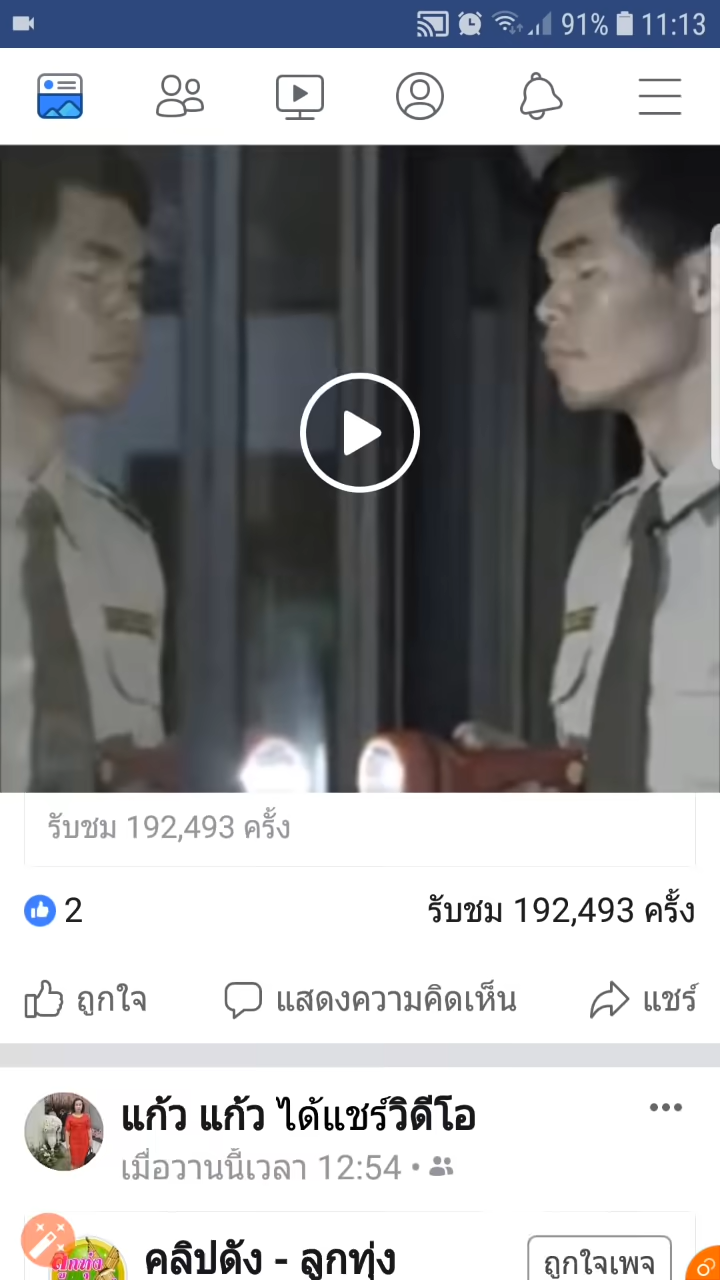 91% 11:13
รับชม 192,493 ครั้ง
2
รับชม 192,493 ครั้ง
ถูกใจ
แสดงความคิดเห็น
แชร์
แก้ว แก้ว ได้แชร์วิดีโอ
เมื่อวานนี้เวลา 12:54 •
ลูกทุ่ง
คลิปดัง - ลูกทุ่ง
ถูกใจเพจ